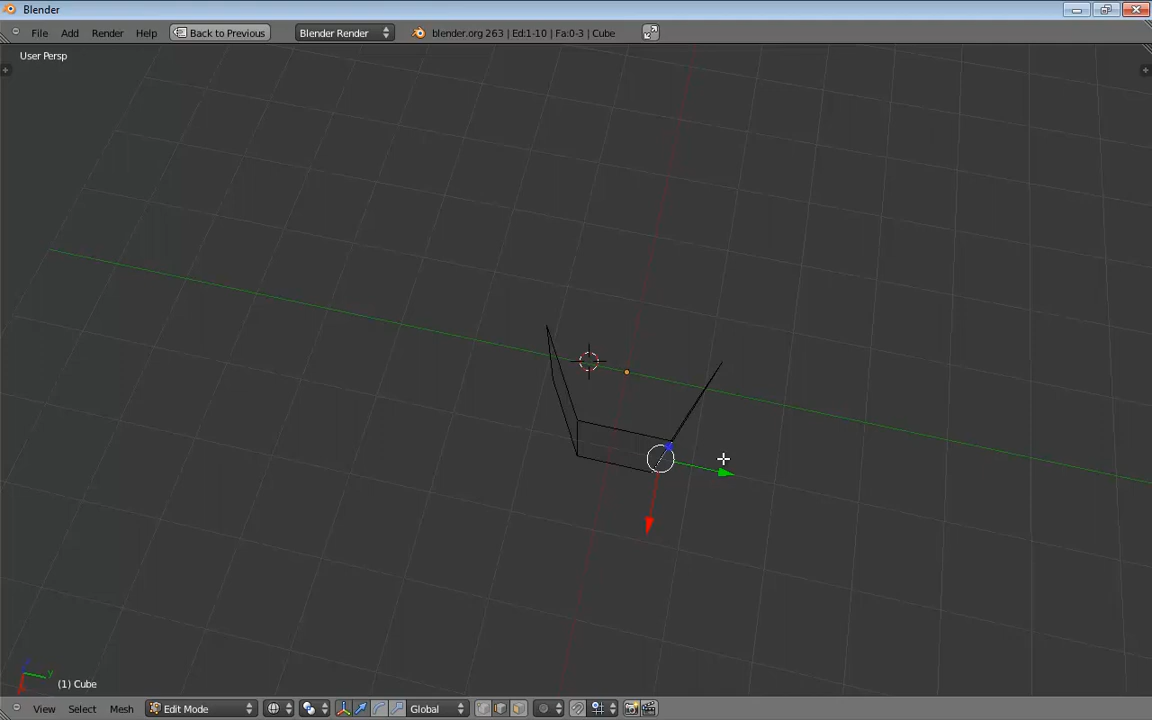 Blender
File Add Render Help Back to Previous Blender Render blender.org 263 | Ed:1-10 | Fa:0-3 | Cube
User Persp
(1) Cube
View Select Mesh Edit Mode Global